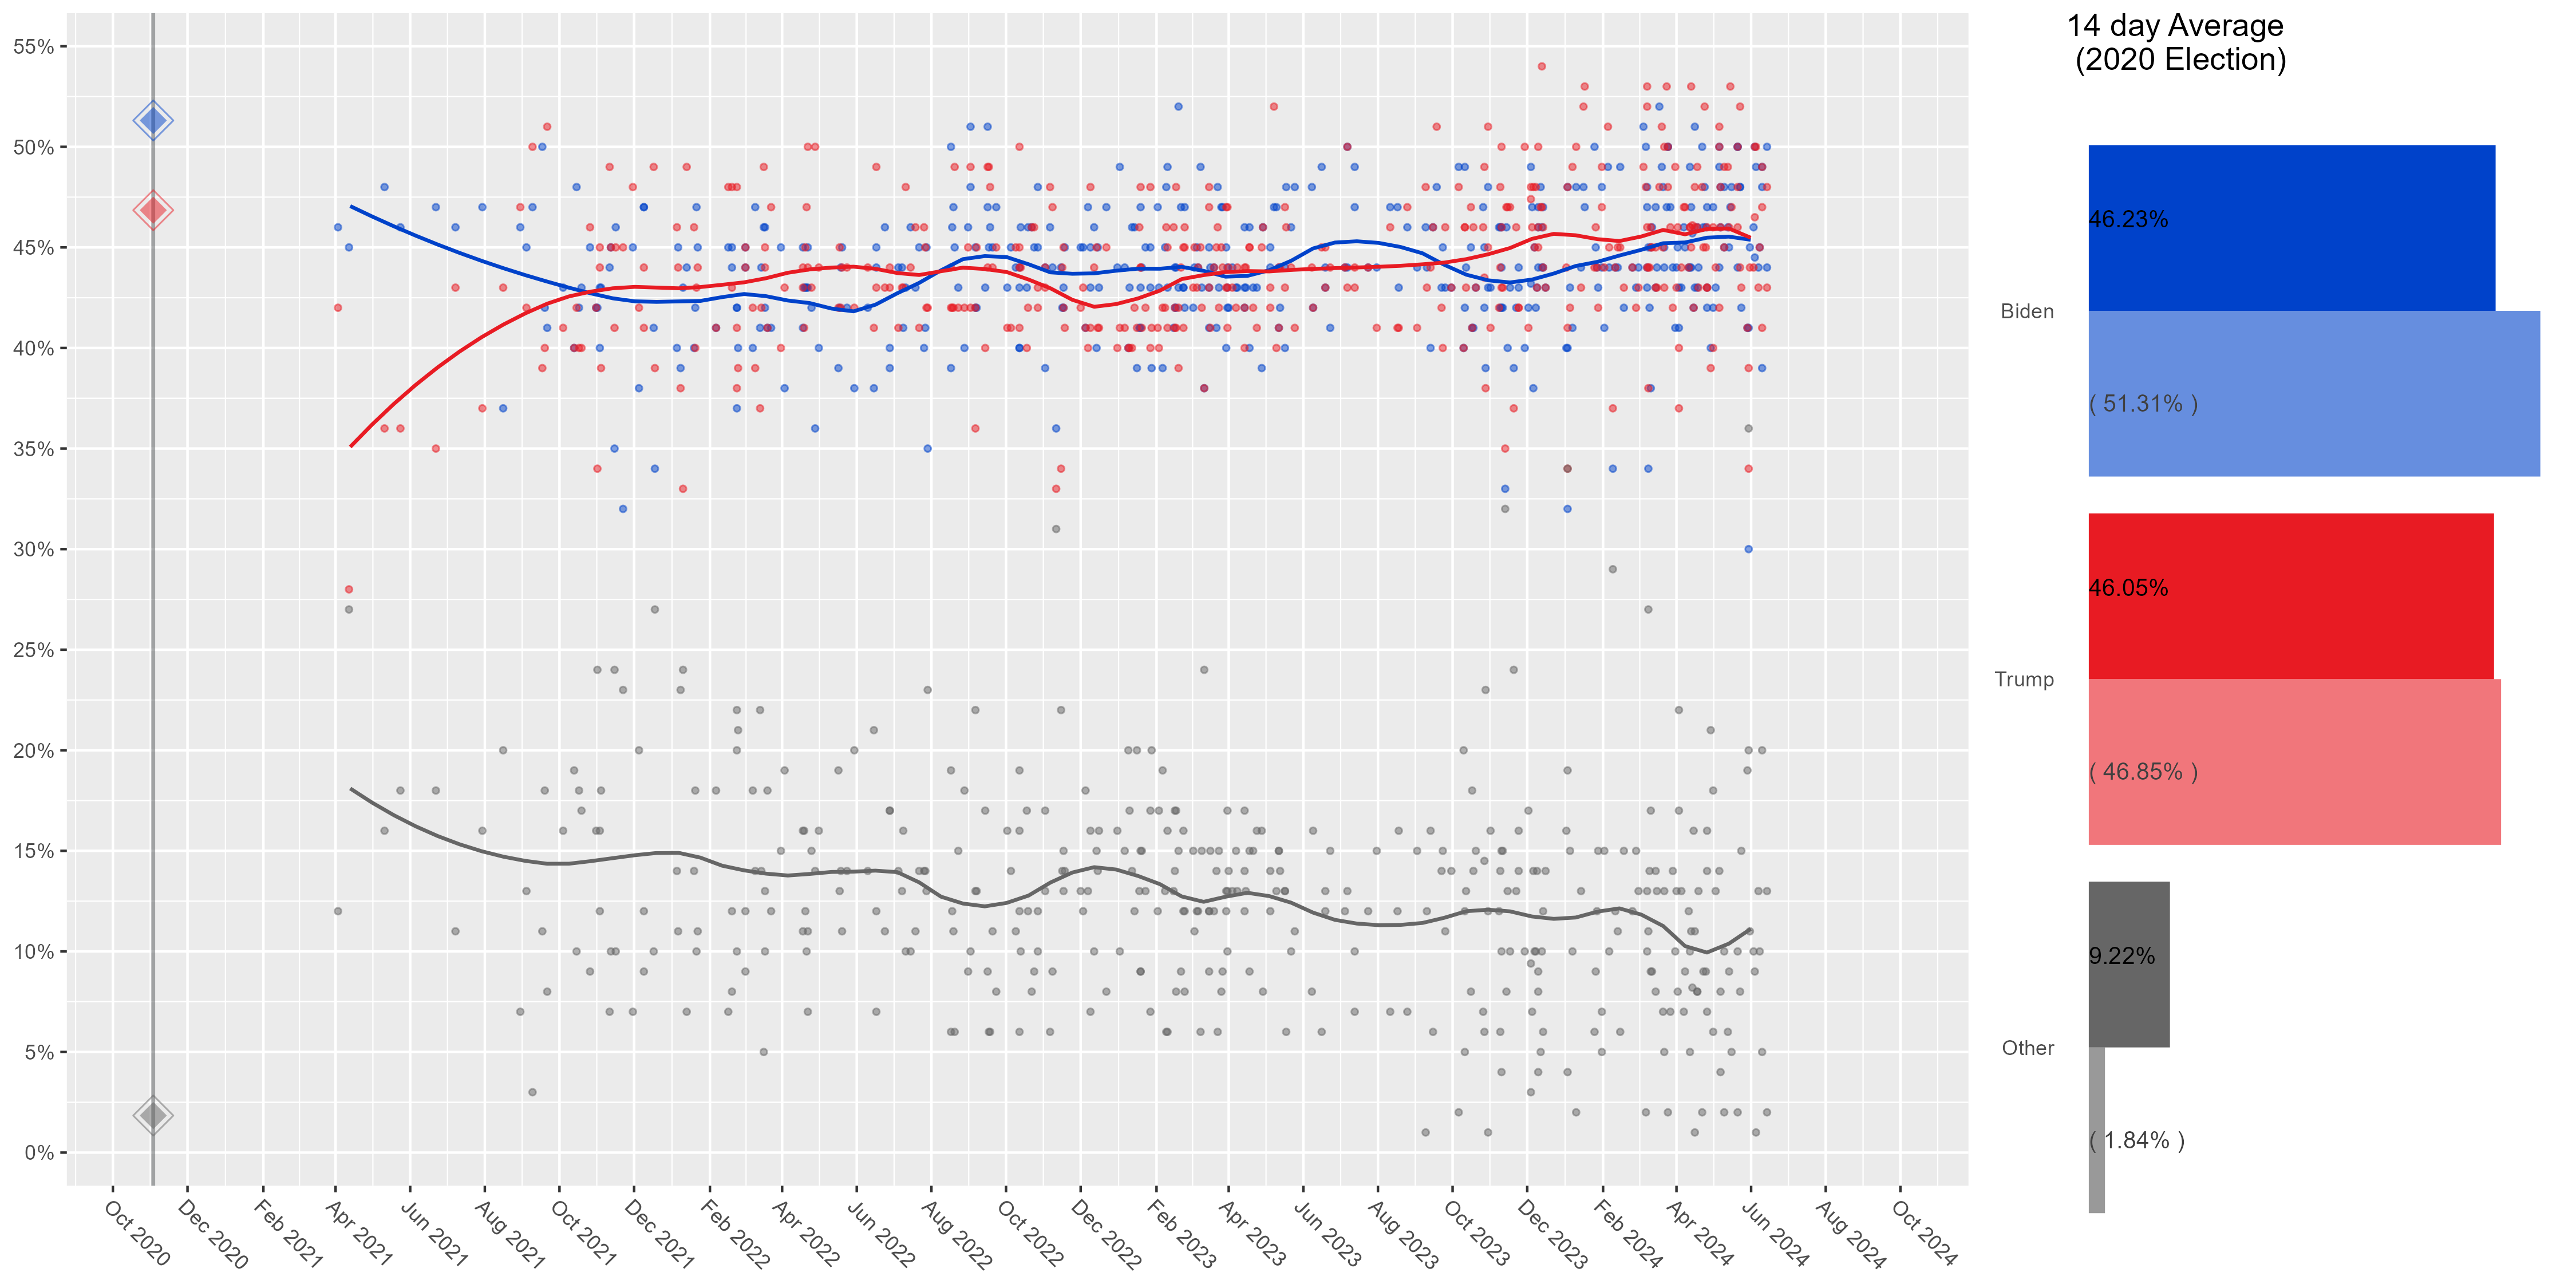 14 day Average
(2020 Election)
55%
50%
45%
40%
35%
30%
25%
20%
15%
10%
5%
0%
Oct 2020
Dec 2020
Feb 2021
Apr 2021
Jun 2021
Aug 2021
Oct 2021
Dec 2021
Feb 2022
Apr 2022
Jun 2022
Aug 2022
Oct 2022
Dec 2022
Feb 2023
Apr 2023
Jun 2023
Aug 2023
Oct 2023
Dec 2023
Feb 2024
Apr 2024
Jun 2024
Aug 2024
Oct 2024
46.23%
Biden
( 51.31% )
46.05%
Trump
( 46.85% )
9.22%
Other
( 1.84% )